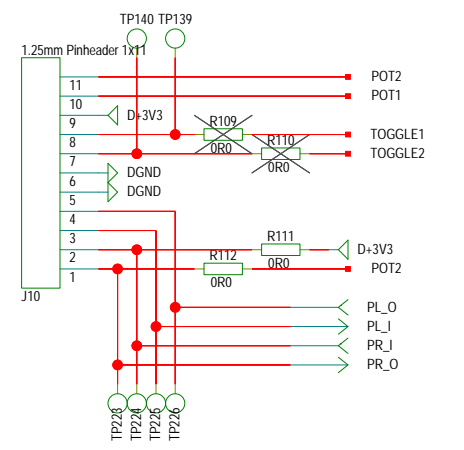 TP140 TP139
1.25mm Pinheader 1x11
POT2
11
POT1
10
D+3V3
R109
9
TOGGLE1
R110
8
0R0
TOGGLE2
7
0R0
DGND
6
DGND
5
4
R111
3
D+3V3
R112
2
0R0
POT2
1
0R0
J10
PL_O
PL_I
PR_I
PR_O
TP223
TP224
TP225
TP226